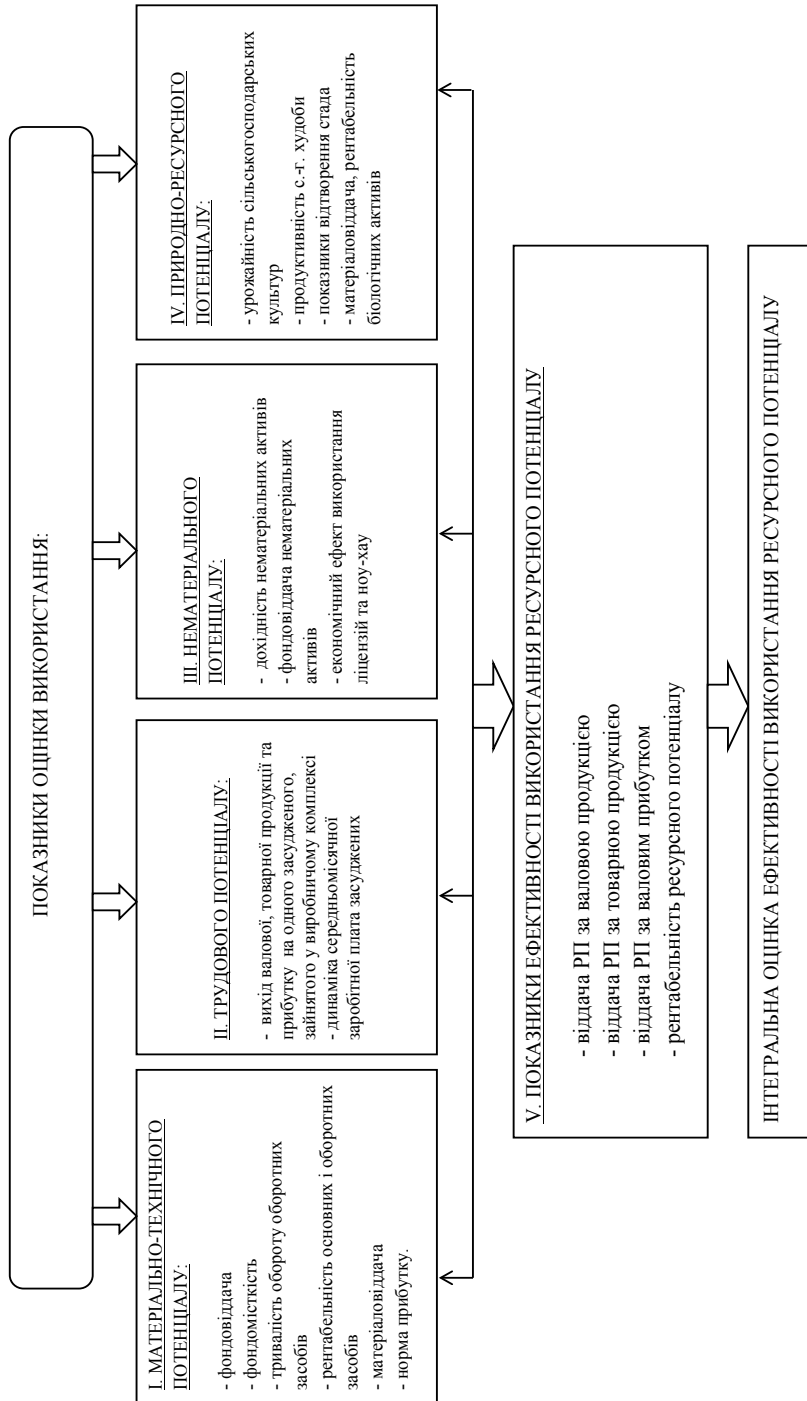 ПОКАЗНИКИ ОЦІНКИ ВИКОРИСТАННЯ:
I. МАТЕРІАЛЬНО-ТЕХНІЧНОГО
ПОТЕНЦІАЛУ:
- фондовіддача
- фондомісткість
- тривалість обороту оборотних
засобів
- рентабельність основних і оборотних
засобів
- матеріаловіддача
- норма прибутку.
II. ТРУДОВОГО ПОТЕНЦІАЛУ:
- вихід валової, товарної продукції та
прибутку на одного засудженого,
зайнятого у виробничому комплексі
- динаміка середньомісячної
заробітної плата засуджених
III. НЕМАТЕРІАЛЬНОГО
ПОТЕНЦІАЛУ:
- дохідність нематеріальних активів
- фондовіддача нематеріальних
активів
- економічний ефект використання
ліцензій та ноу-хау
IV. ПРИРОДНО-РЕСУРСНОГО
ПОТЕНЦІАЛУ:
- урожайність сільськогосподарських
культур
- продуктивність с.-г. худоби
- показники відтворення стада
- матеріаловіддача, рентабельність
біологічних активів
V. ПОКАЗНИКИ ЕФЕКТИВНОСТІ ВИКОРИСТАННЯ РЕСУРСНОГО ПОТЕНЦІАЛУ
- віддача РП за валовою продукцією
- віддача РП за товарною продукцією
- віддача РП за валовим прибутком
- рентабельність ресурсного потенціалу
ІНТЕГРАЛЬНА ОЦІНКА ЕФЕКТИВНОСТІ ВИКОРИСТАННЯ РЕСУРСНОГО ПОТЕНЦІАЛУ